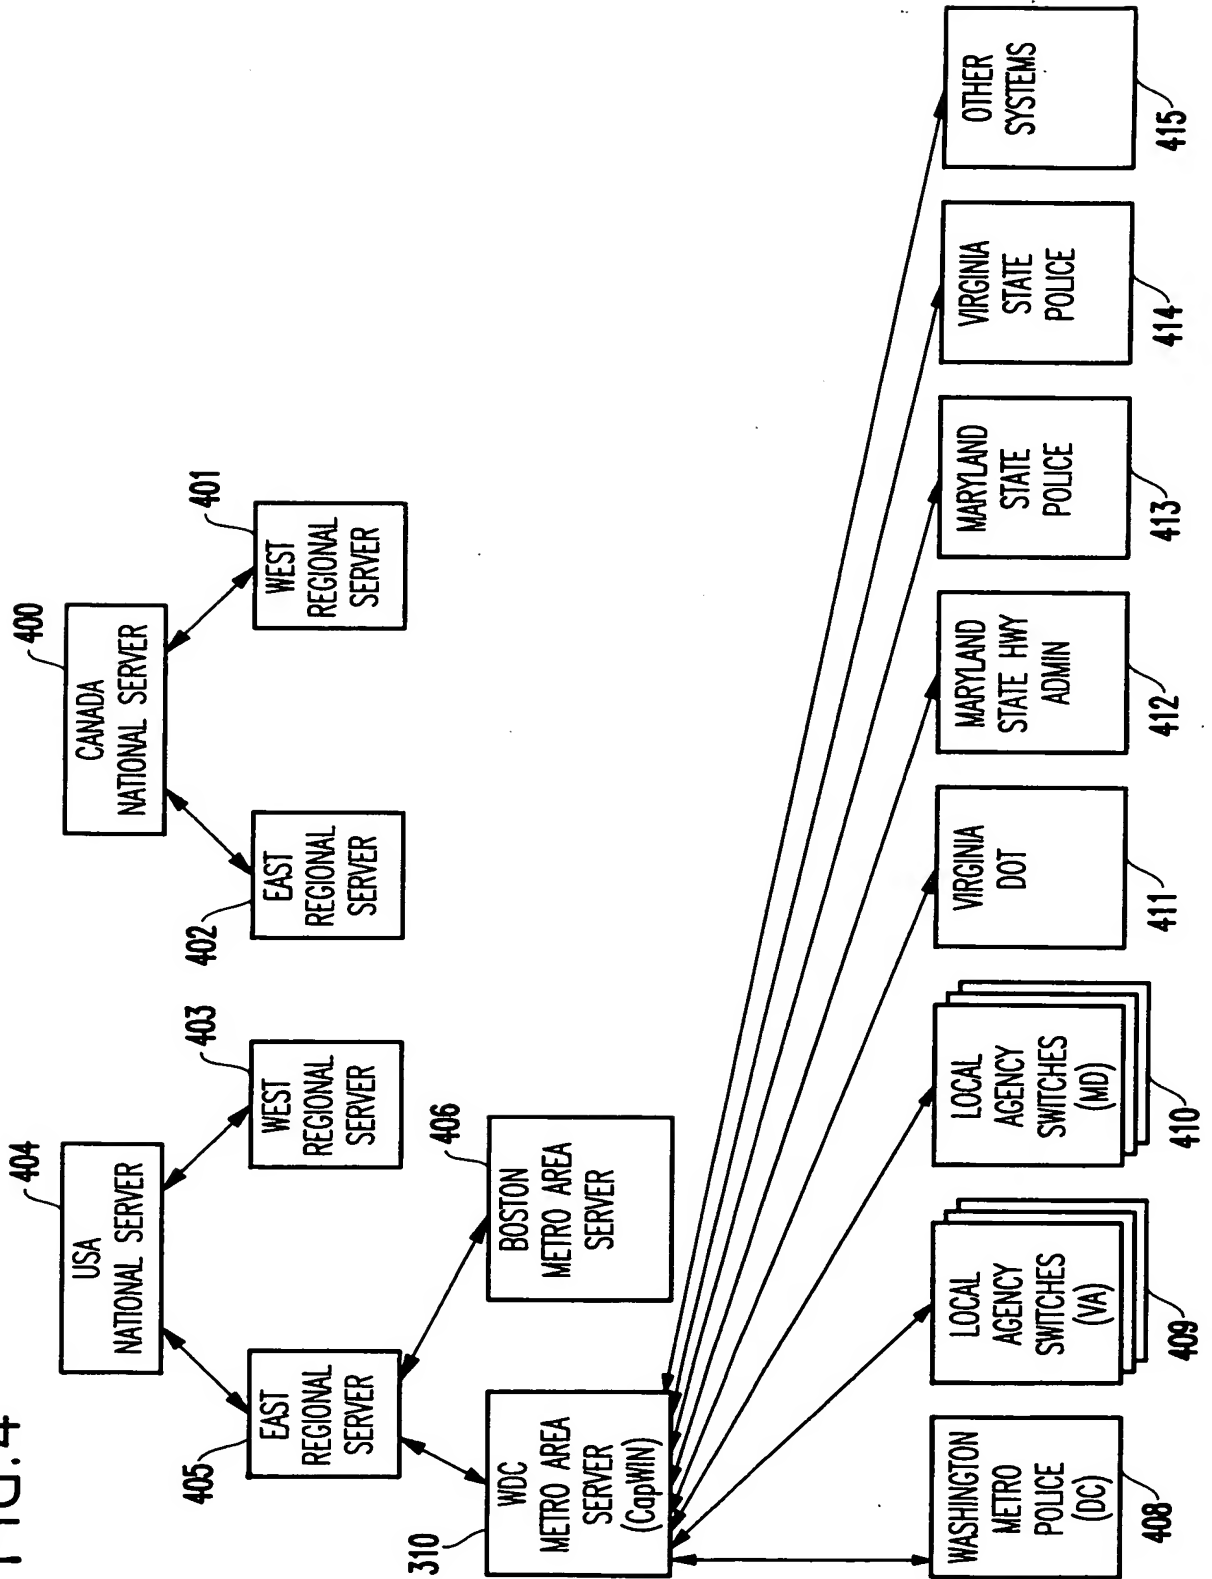 FIG.4
404
USA
NATIONAL SERVER
400
CANADA
NATIONAL SERVER
405
EAST
REGIONAL
SERVER
403
WEST
REGIONAL
SERVER
402
EAST
REGIONAL
SERVER
401
WEST
REGIONAL
SERVER
310
WDC
METRO AREA
SERVER
(CapWIN)
406
BOSTON
METRO AREA
SERVER
WASHINGTON
METRO
POLICE
(DC)
408
LOCAL
AGENCY
SWITCHES
(VA)
409
LOCAL
AGENCY
SWITCHES
(MD)
410
VIRGINIA
DOT
411
MARYLAND
STATE HWY
ADMIN
412
MARYLAND
STATE
POLICE
413
VIRGINIA
STATE
POLICE
414
OTHER
SYSTEMS
415